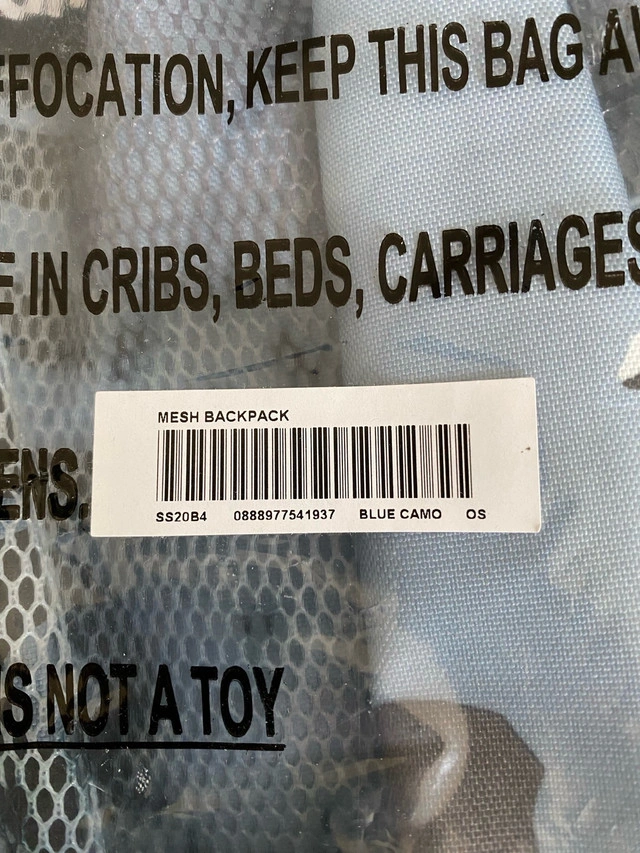 FFOCATION, KEEP THIS BAG A
E IN CRIBS, BEDS, CARRIAGES
ENS.
MESH BACKPACK
SS20B4 0888977541937 BLUE CAMO OS
S NOT A TOY